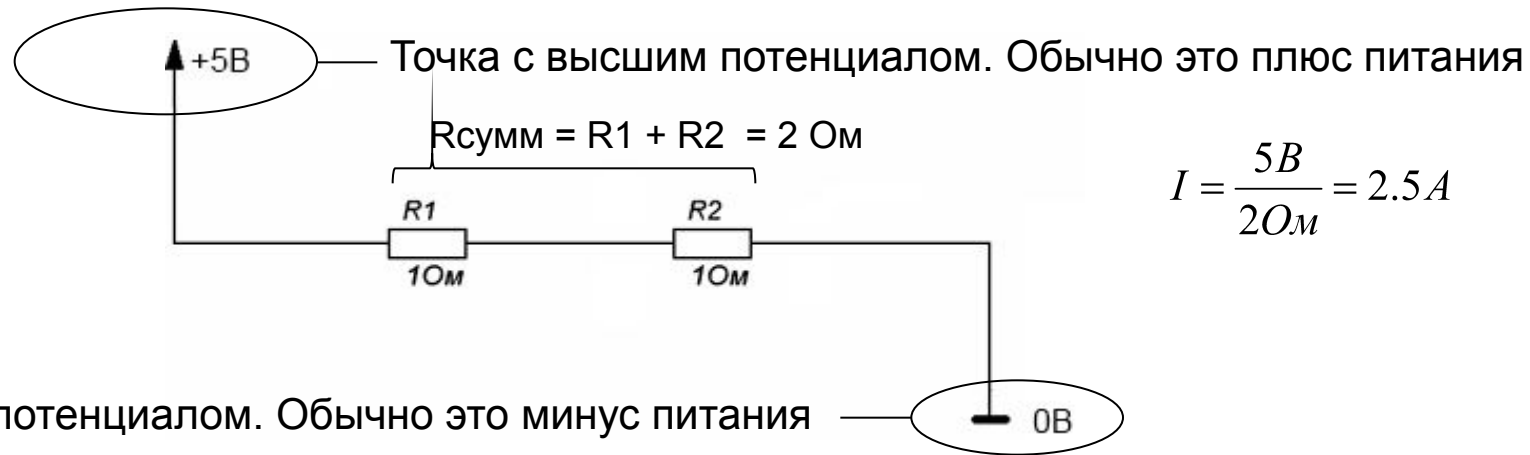 +5В
Точка с высшим потенциалом. Обычно это плюс питания
Rсумм = R1 + R2 = 2 Ом
I = 5В / 2Ом = 2.5А
R1
R2
1Ом
1Ом
потенциалом. Обычно это минус питания
0В